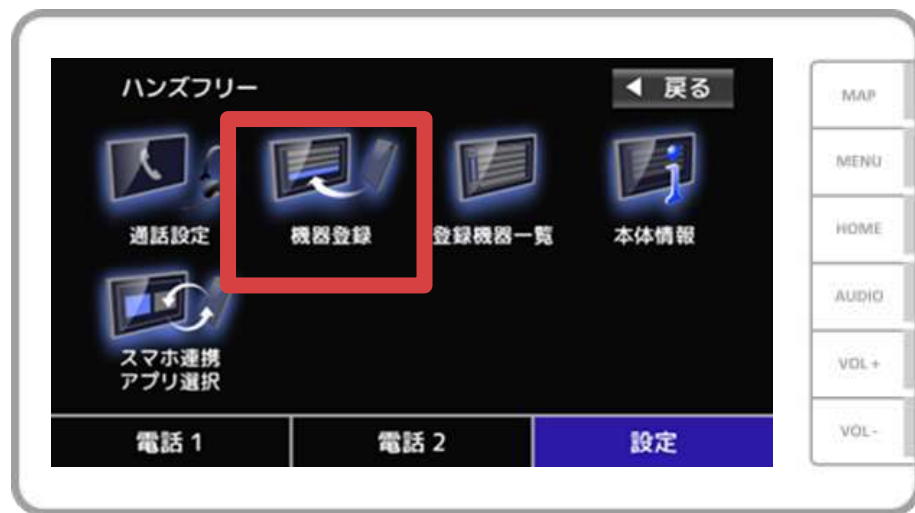 ハンズフリー
◀ 戻る
通話設定
機器登録
登録機器一覧
本体情報
スマホ連携
アプリ選択
電話 1
電話 2
設定
MAP
MENU
HOME
AUDIO
VOL +
VOL -